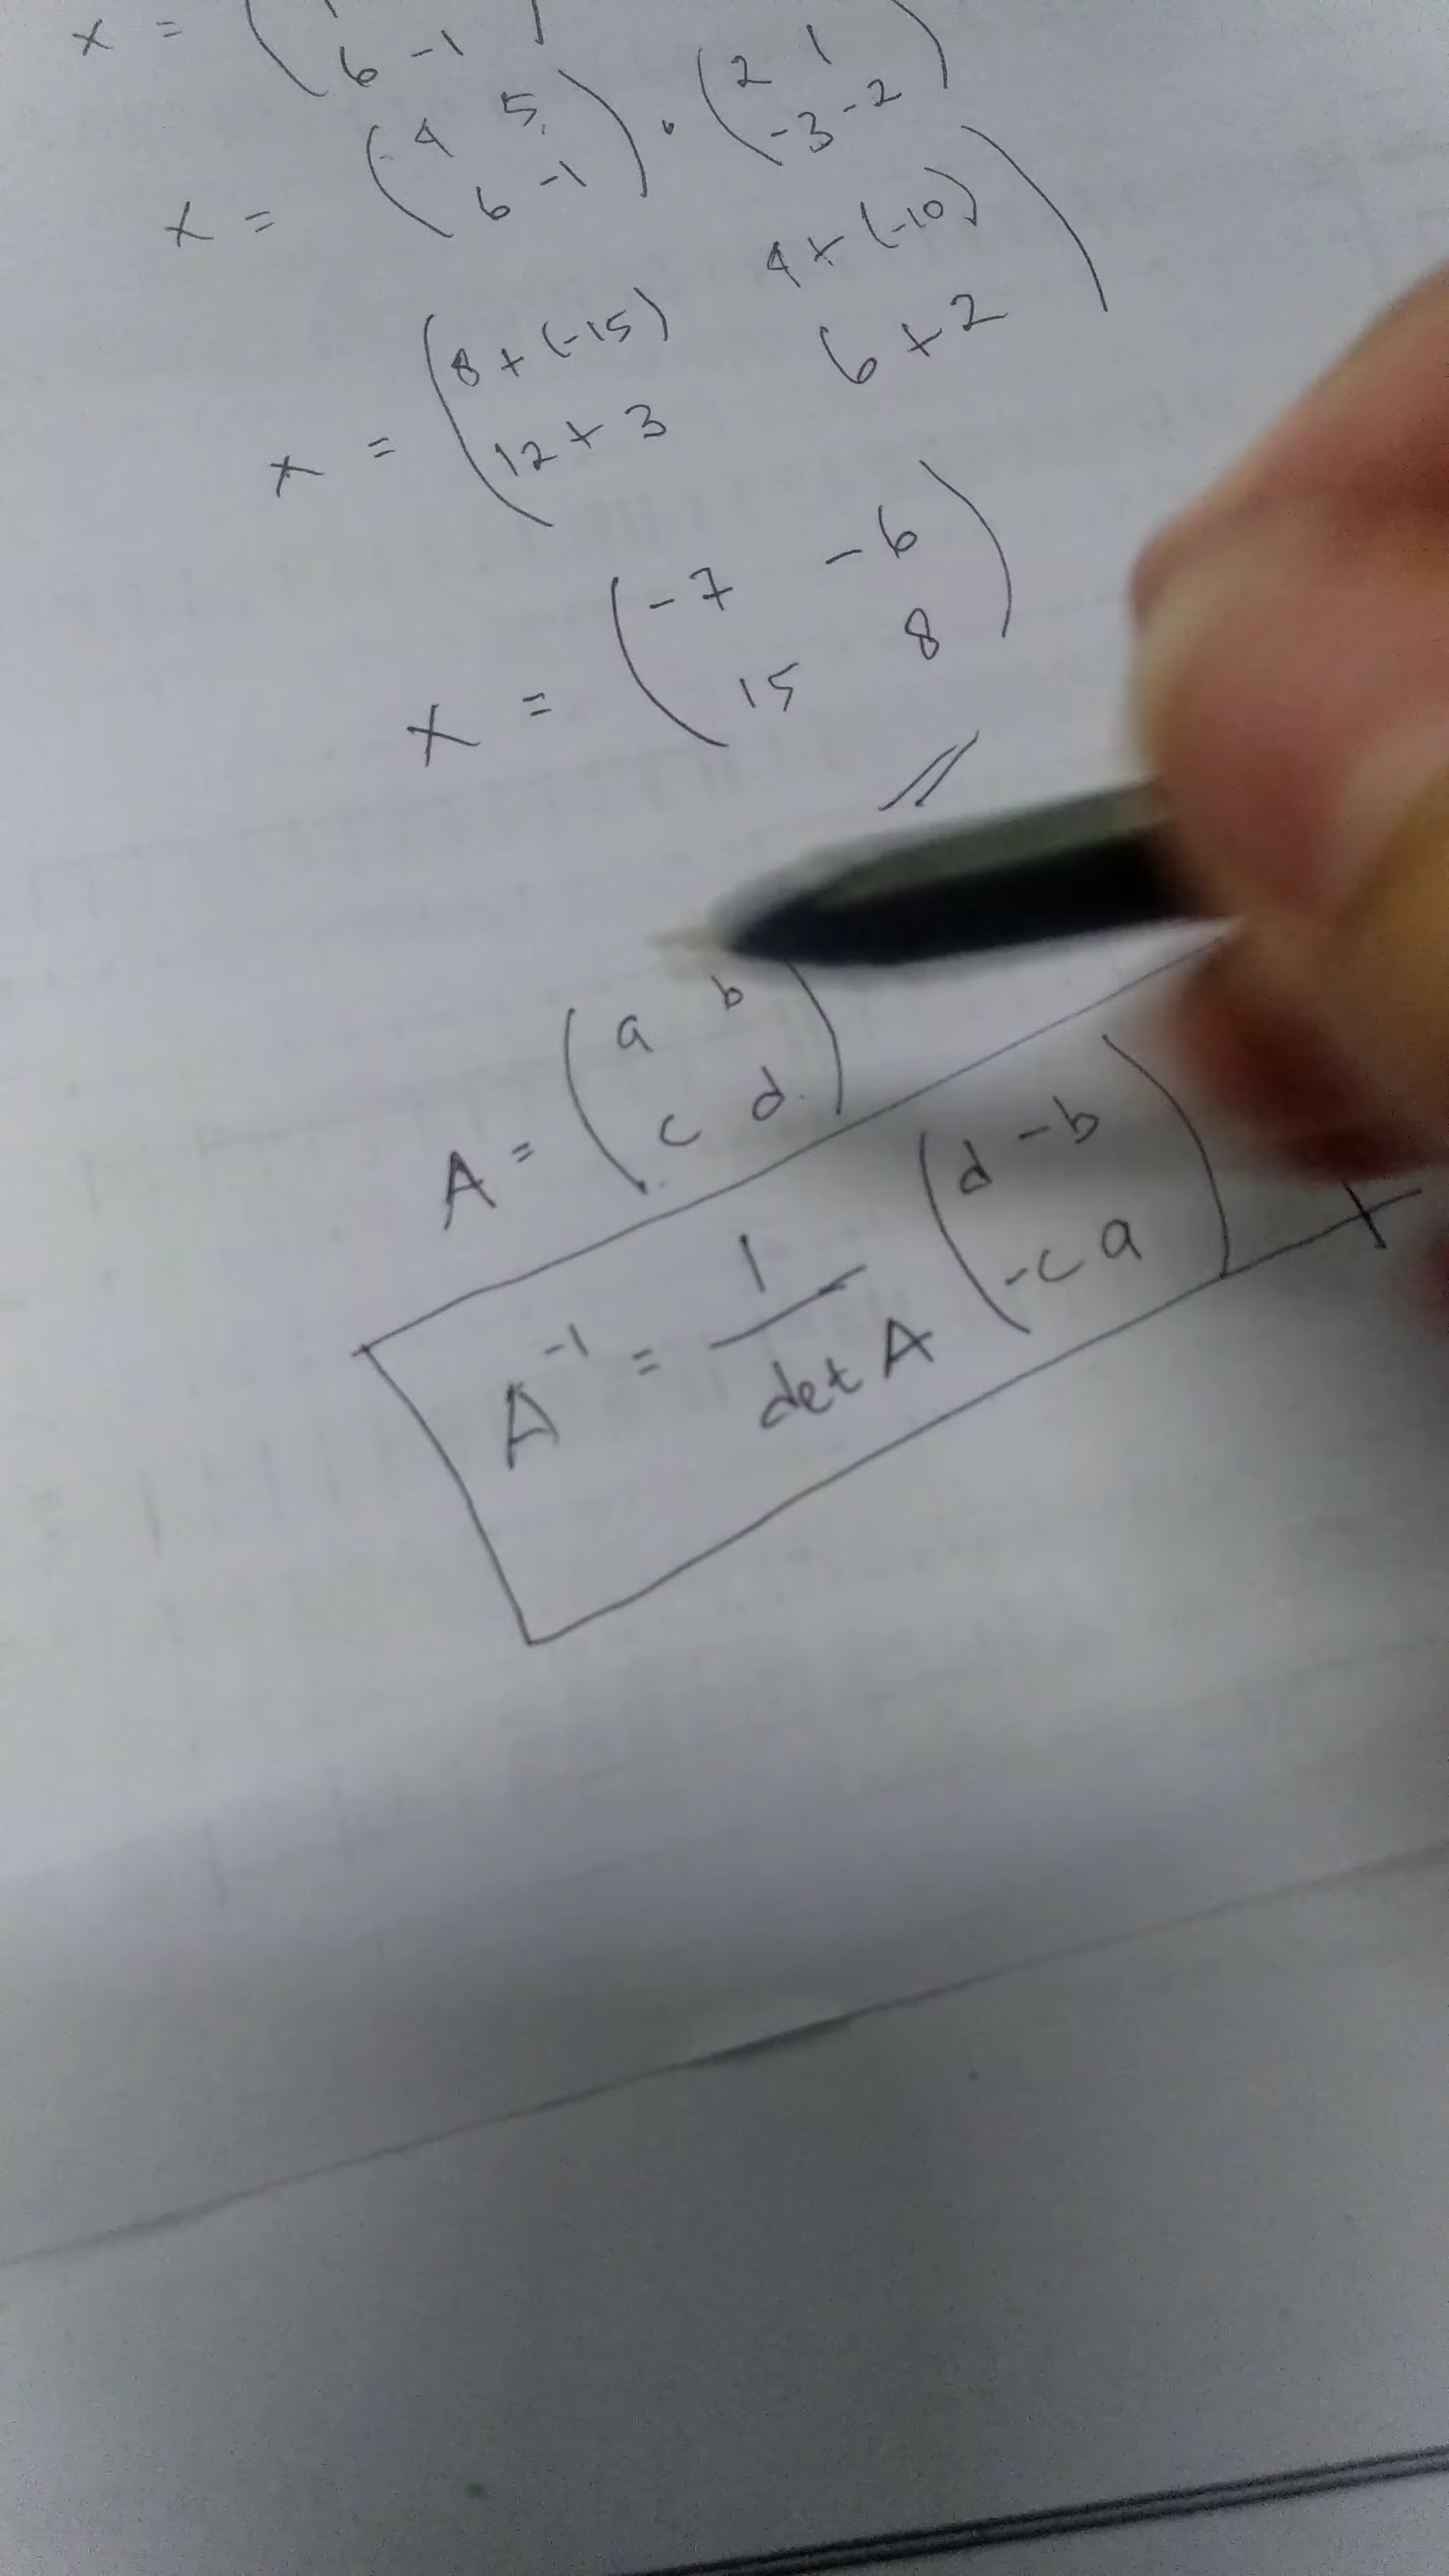 x = ( 6 -1 )
x = ( 4 5 6 -1 ) . ( 2 1 -3 -2 )
x = ( 8 + (-15) 4 + (-10)
12 + 3 6 + 2 )
x = ( -7 -6
15 8 )
A = ( a b
c d )
A⁻¹ = 1 / det A ( d -b
-c a )